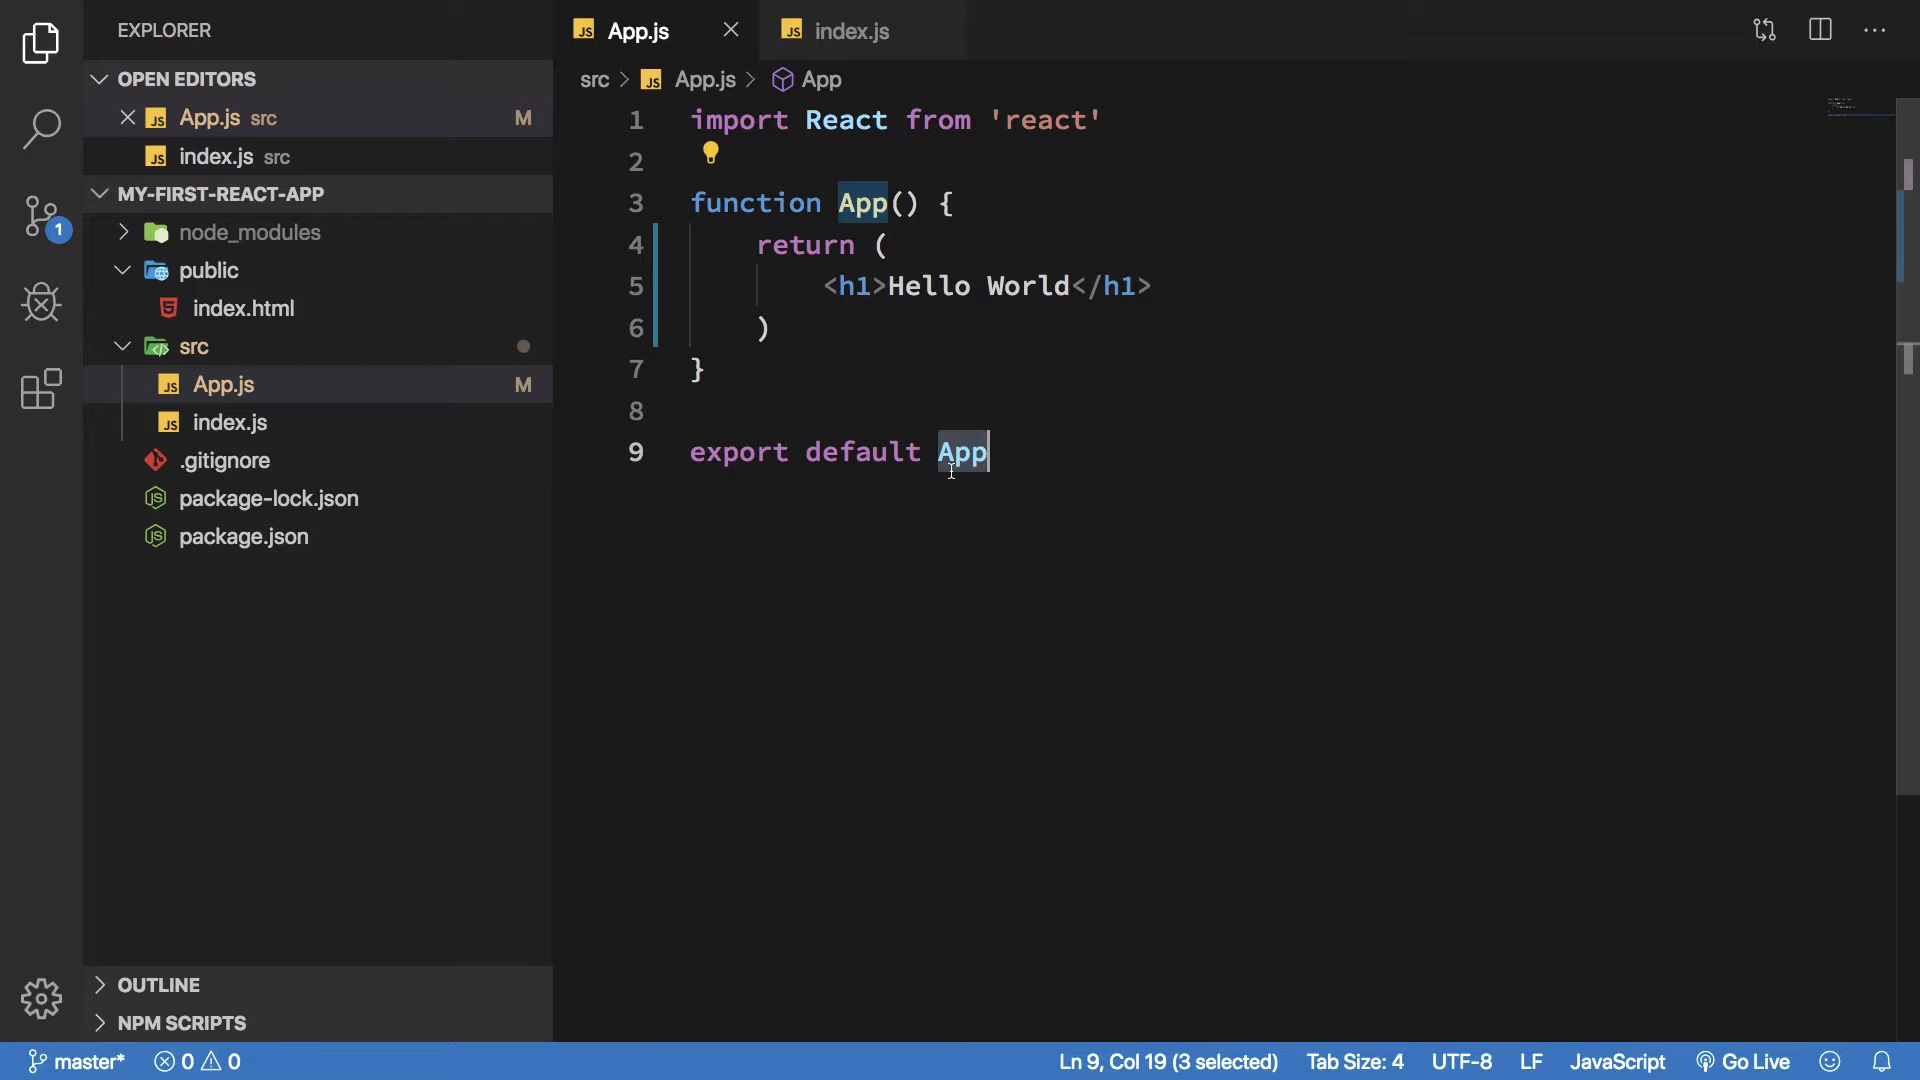 EXPLORER
OPEN EDITORS
App.js src M
index.js src
MY-FIRST-REACT-APP
node_modules
public
index.html
src
App.js M
index.js
.gitignore
package-lock.json
package.json
OUTLINE
NPM SCRIPTS
1
App.js
index.js
src > App.js > App
1 import React from 'react'
2
3 function App() {
4     return (
5         <h1>Hello World</h1>
6     )
7 }
8
9 export default App
master* 0 0 Ln 9, Col 19 (3 selected) Tab Size: 4 UTF-8 LF JavaScript Go Live